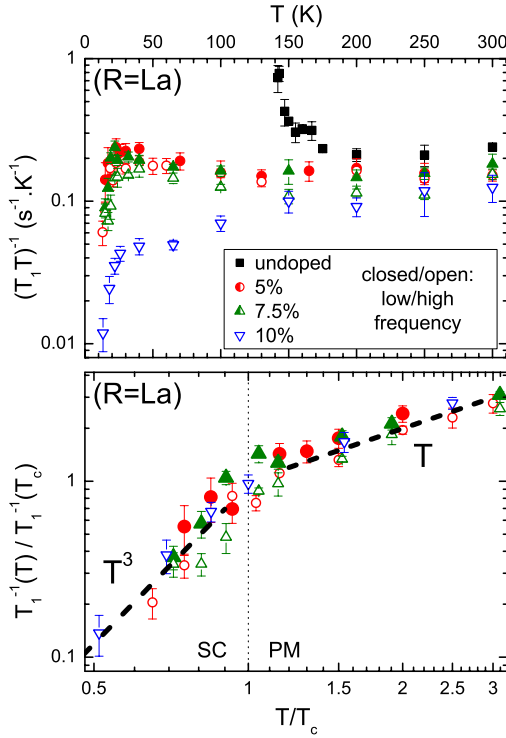 T (K)
0 50 100 150 200 250 300
(R=La)
1
0.1
0.01
(T₁T)⁻¹ (s⁻¹.K⁻¹)
undoped
5%
7.5%
10%
closed/open:
low/high
frequency
(R=La)
1
0.1
T₁⁻¹(T) / T₁⁻¹(T꜀)
T³
T
SC PM
0.5 1 1.5 2 2.5 3
T/T꜀